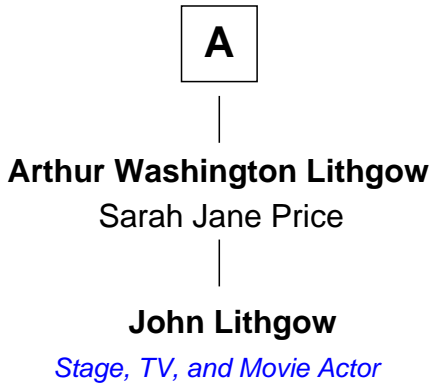 A
Arthur Washington Lithgow
Sarah Jane Price
John Lithgow
Stage, TV, and Movie Actor